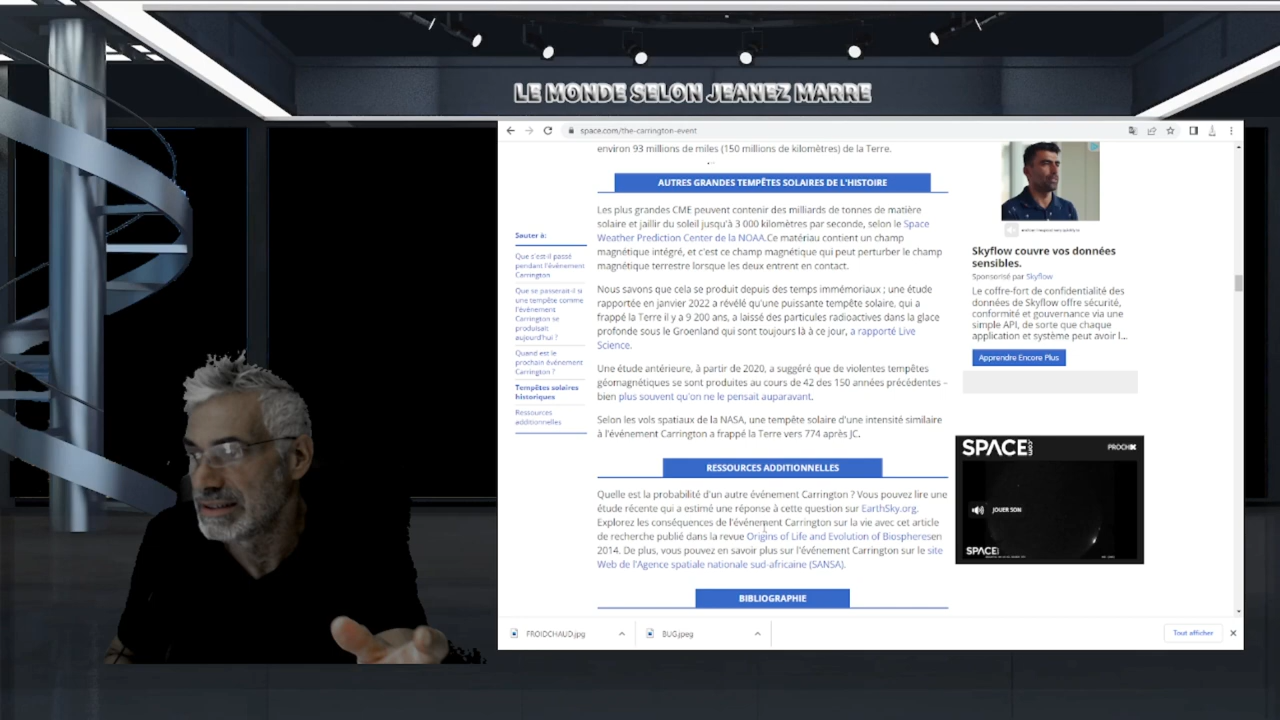 LE MONDE SELON JEANEZ MARRE
space.com/the-carrington-event
environ 93 millions de miles (150 millions de kilomètres) de la Terre.
AUTRES GRANDES TEMPÊTES SOLAIRES DE L'HISTOIRE
Les plus grandes CME peuvent contenir des milliards de tonnes de matière
solaire et jaillir du soleil jusqu'à 3 000 kilomètres par seconde, selon le Space
Weather Prediction Center de la NOAA.Ce matériau contient un champ
magnétique intégré, et c'est ce champ magnétique qui peut perturber le champ
magnétique terrestre lorsque les deux entrent en contact.
Nous savons que cela se produit depuis des temps immémoriaux ; une étude
rapportée en janvier 2022 a révélé qu'une puissante tempête solaire, qui a
frappé la Terre il y a 9 200 ans, a laissé des particules radioactives dans la glace
profonde sous le Groenland qui sont toujours là à ce jour, a rapporté Live
Science.
Une étude antérieure, à partir de 2020, a suggéré que de violentes tempêtes
géomagnétiques se sont produites au cours de 42 des 150 années précédentes –
bien plus souvent qu'on ne le pensait auparavant.
Selon les vols spatiaux de la NASA, une tempête solaire d'une intensité similaire
à l'événement Carrington a frappé la Terre vers 774 après JC.
RESSOURCES ADDITIONNELLES
Quelle est la probabilité d'un autre événement Carrington ? Vous pouvez lire une
étude récente qui a estimé une réponse à cette question sur EarthSky.org.
Explorez les conséquences de l'événement Carrington sur la vie avec cet article
de recherche publié dans la revue Origins of Life and Evolution of Biospheresen
2014. De plus, vous pouvez en savoir plus sur l'événement Carrington sur le site
Web de l'Agence spatiale nationale sud-africaine (SANSA).
BIBLIOGRAPHIE
Sauter à:
Que c'est-il passé
pendant l'événement
Carrington
Que se passerait-il si
une tempête comme
l'événement
Carrington se
produisait
aujourd'hui ?
Quand est le
prochain événement
Carrington ?
Tempêtes solaires
historiques
Ressources
additionnelles
Skyflow couvre vos données
sensibles.
Sponsorisé par Skyflow
Le coffre-fort de confidentialité des
données de Skyflow offre sécurité,
conformité et gouvernance via une
simple API, de sorte que chaque
application et système peut avoir l...
Apprendre Encore Plus
SPACE.com
JOUER SON
SPACE
FROIDCHAUD.jpg
BUG.jpeg
Tout afficher